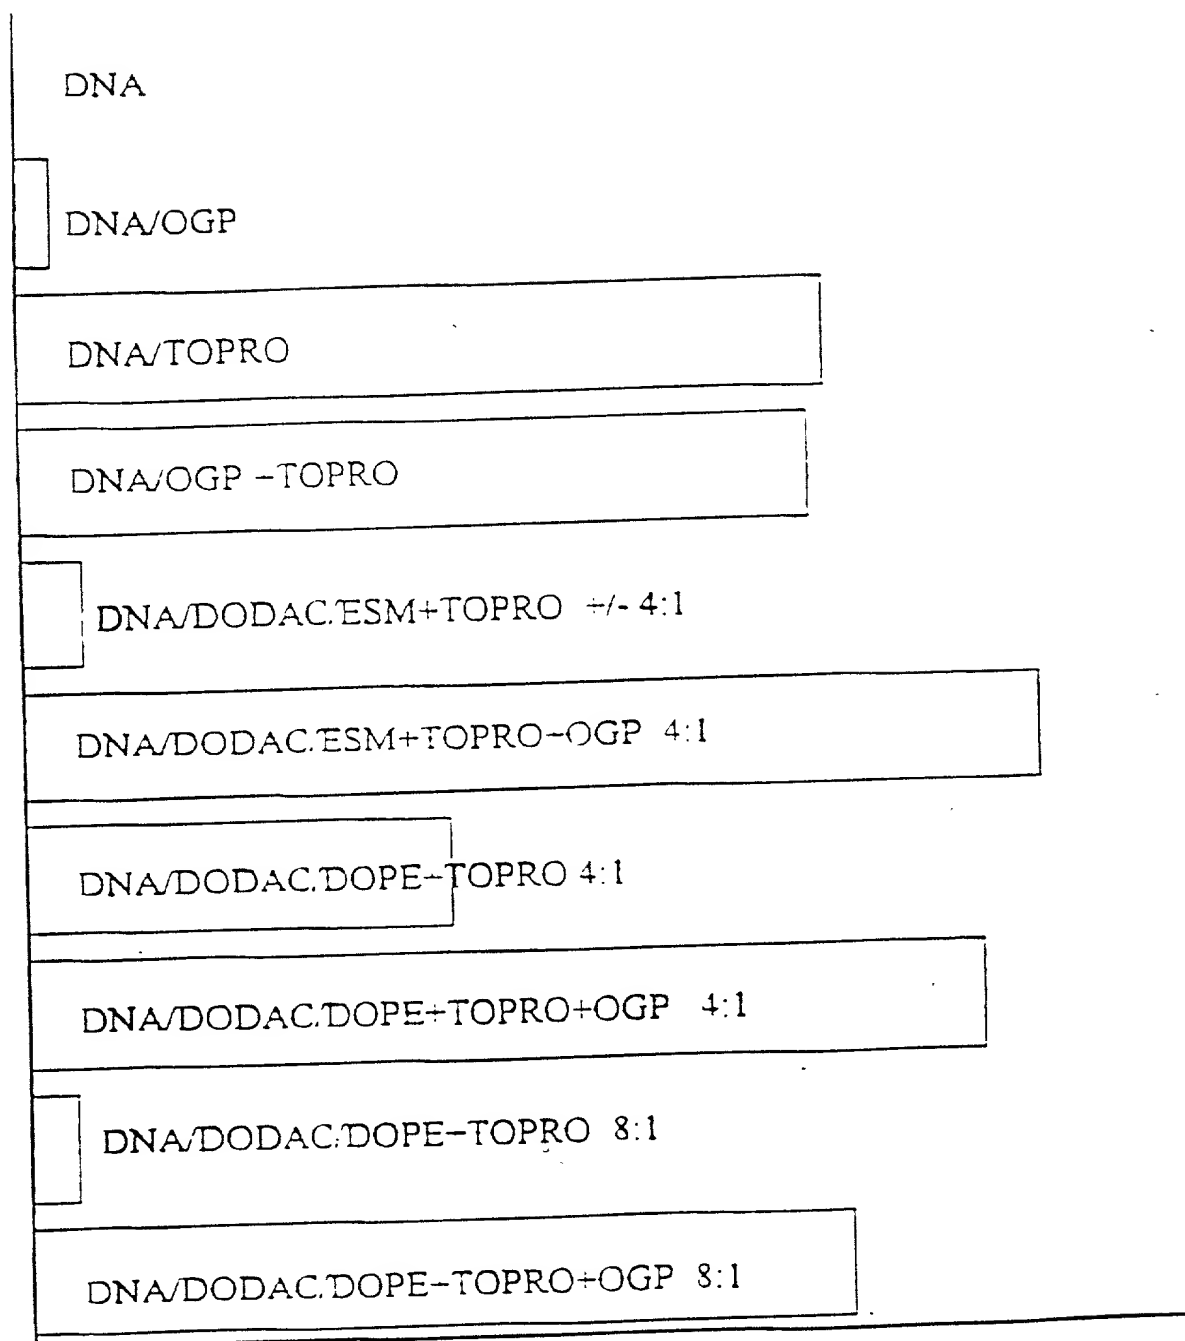 DNA
DNA/OGP
DNA/TOPRO
DNA/OGP +TOPRO
DNA/DODAC/ESM+TOPRO +/- 4:1
DNA/DODAC/ESM+TOPRO+OGP 4:1
DNA/DODAC/DOPE+TOPRO 4:1
DNA/DODAC/DOPE+TOPRO+OGP 4:1
DNA/DODAC/DOPE+TOPRO 8:1
DNA/DODAC/DOPE+TOPRO+OGP 8:1